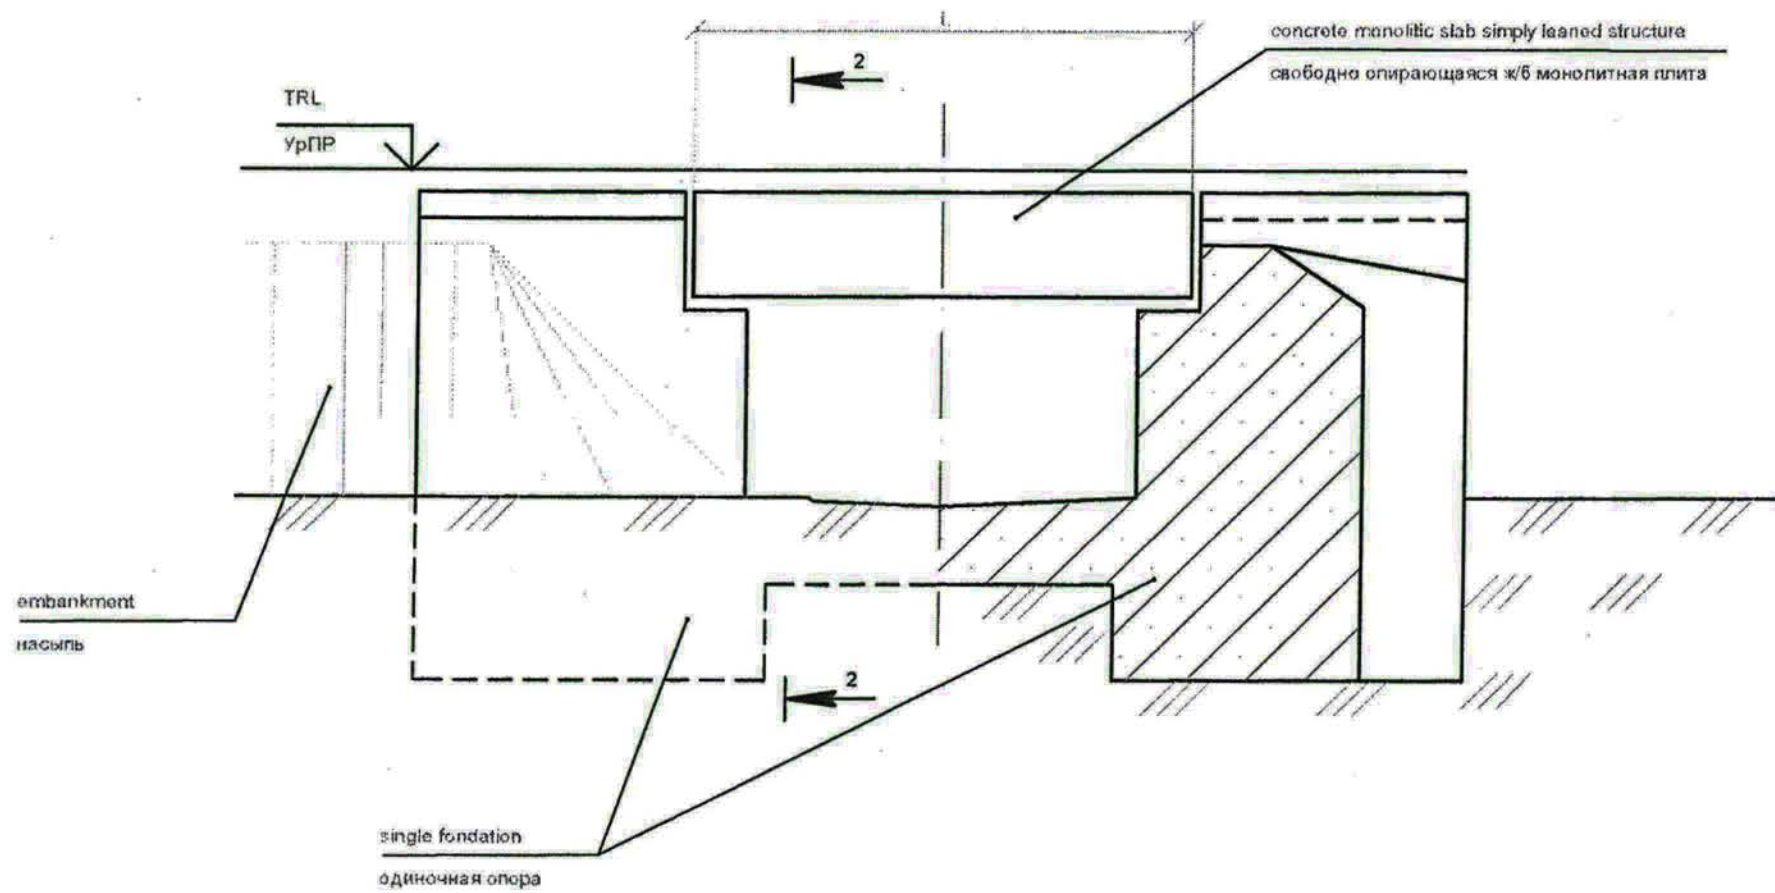 L
concrete monolitic slab simply leaned structure
свободно опирающаяся ж/б монолитная плита
2
TRL
УрПР
embankment
насыпь
2
single fondation
одиночная опора